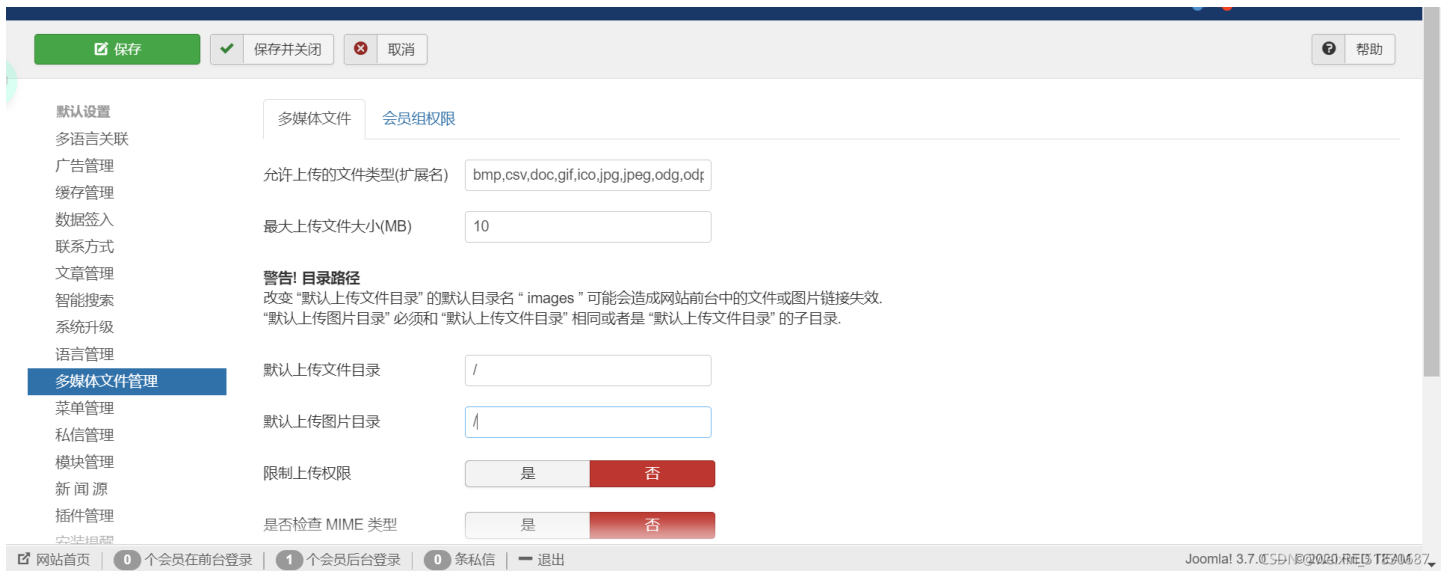 保存
保存并关闭
取消
帮助
默认设置
多语言关联
广告管理
缓存管理
数据签入
联系方式
文章管理
智能搜索
系统升级
语言管理
多媒体文件管理
菜单管理
私信管理
模块管理
新 闻 源
插件管理
安装提醒
多媒体文件
会员组权限
允许上传的文件类型(扩展名) bmp,csv,doc,gif,ico,jpg,jpeg,odg,odp
最大上传文件大小(MB) 10
警告! 目录路径
改变 “默认上传文件目录” 的默认目录名 “ images ” 可能会造成网站前台中的文件或图片链接失效.
“默认上传图片目录” 必须和 “默认上传文件目录” 相同或者是 “默认上传文件目录” 的子目录.
默认上传文件目录 /
默认上传图片目录 /
限制上传权限 是 否
是否检查 MIME 类型 是 否
网站首页 0 个会员在前台登录 1 个会员后台登录 0 条私信 退出
Joomla! 3.7.0 — © 2020 RED TEAM